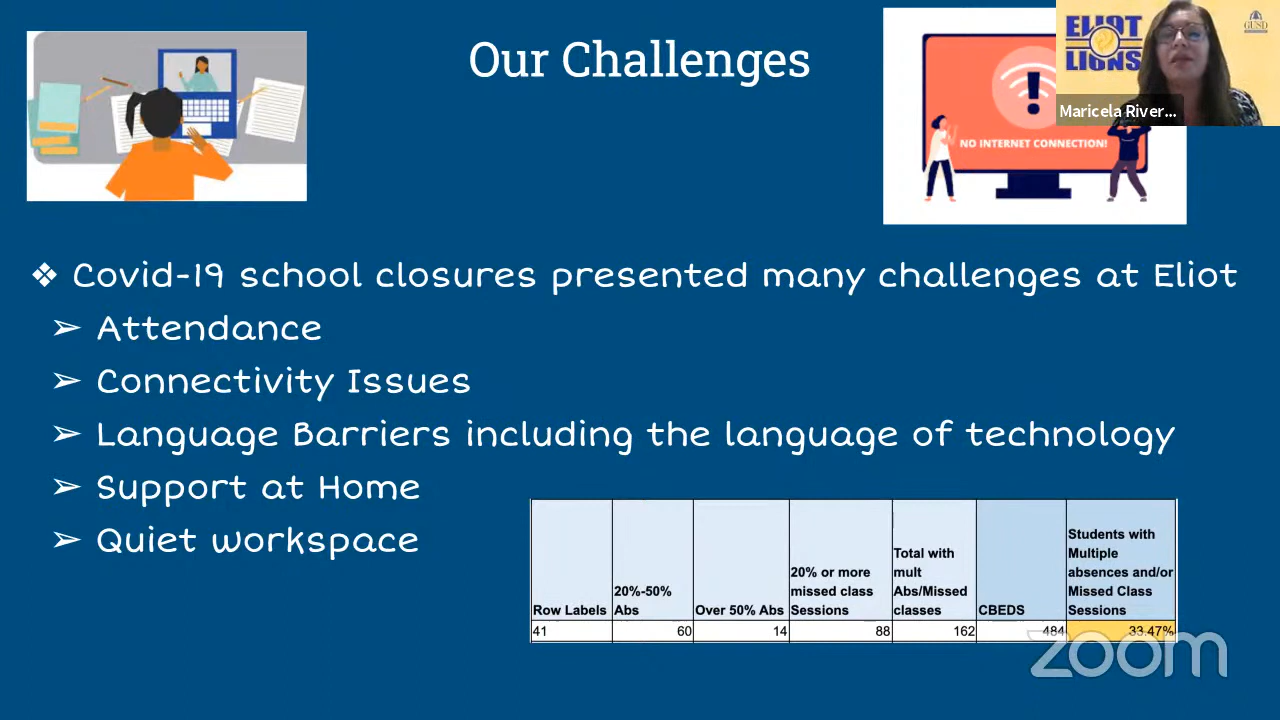 Our Challenges
NO INTERNET CONNECTION!
ELIOT
LIONS
GUSD
Maricela River...
❖ Covid-19 school closures presented many challenges at Eliot
➢ Attendance
➢ Connectivity Issues
➢ Language Barriers including the language of technology
➢ Support at Home
➢ Quiet workspace
Row Labels
20%-50%
Abs
Over 50% Abs
20% or more
missed class
Sessions
Total with
mult
Abs/Missed
classes
CBEDS
Students with
Multiple
absences and/or
Missed Class
Sessions
41 60 14 88 162 484 33.47%
zoom